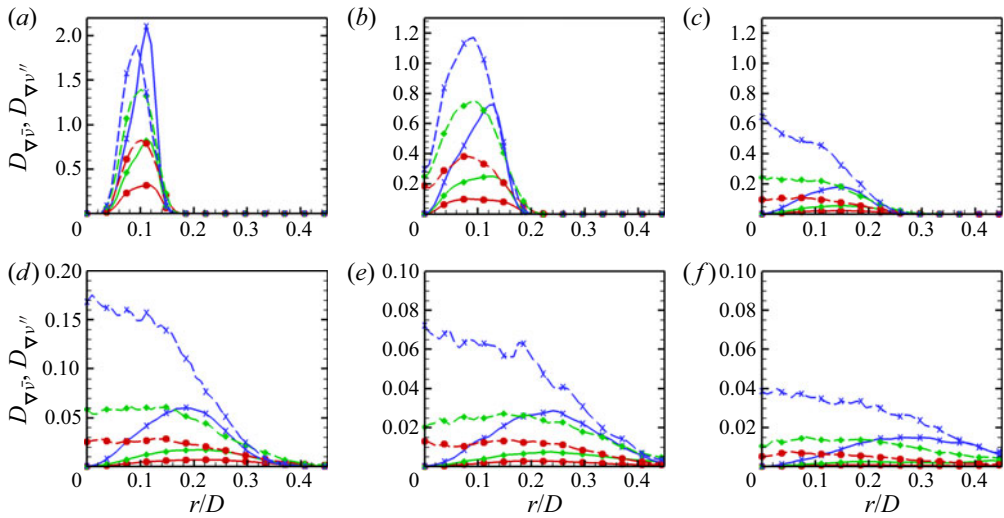 (a) (b) (c)
2.0 1.2 1.2
1.0 1.0
1.5 0.8 0.8
1.0 0.6 0.6
0.4 0.4
0.5 0.2 0.2
D∇v̄, D∇v″
0 0.1 0.2 0.3 0.4 0 0.1 0.2 0.3 0.4 0 0.1 0.2 0.3 0.4
(d) 0.20 (e) 0.10 (f) 0.10
0.08 0.08
0.15
0.06 0.06
0.10
0.04 0.04
0.05
0.02 0.02
D∇v̄, D∇v″
0 0.1 0.2 0.3 0.4 0 0.1 0.2 0.3 0.4 0 0.1 0.2 0.3 0.4
r/D r/D r/D